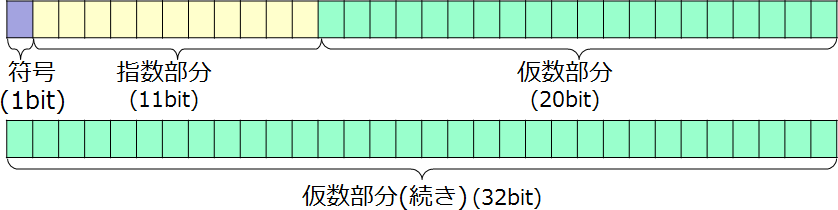 符号
(1bit)
指数部分
(11bit)
仮数部分
(20bit)
仮数部分(続き) (32bit)